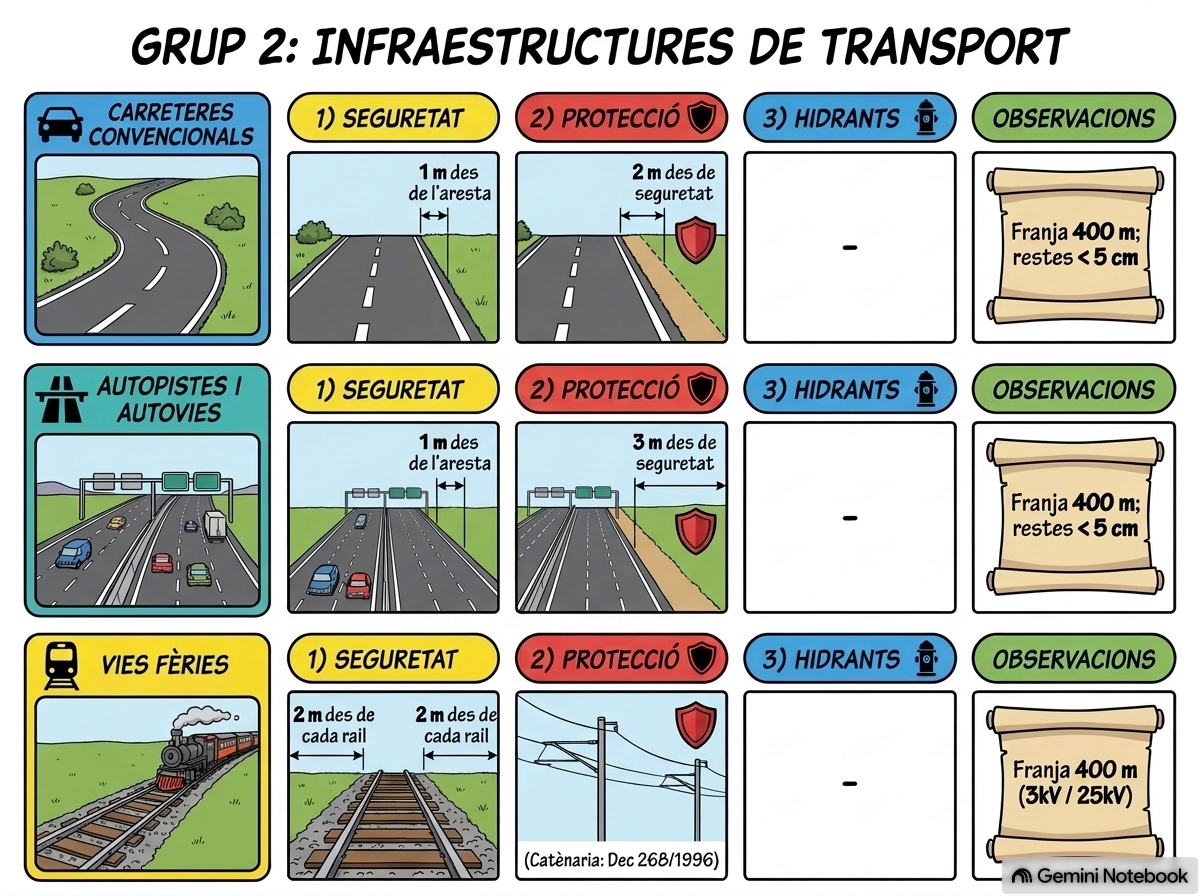 GRUP 2: INFRAESTRUCTURES DE TRANSPORT
CARRETERES
CONVENCIONALS
1) SEGURETAT
2) PROTECCIÓ
3) HIDRANTS
OBSERVACIONS
1 m des
de l'aresta
2 m des de
seguretat
-
Franja 400 m;
restes < 5 cm
AUTOPISTES I
AUTOVIES
1) SEGURETAT
2) PROTECCIÓ
3) HIDRANTS
OBSERVACIONS
1 m des
de l'aresta
3 m des de
seguretat
-
Franja 400 m;
restes < 5 cm
VIES FÈRIES
1) SEGURETAT
2) PROTECCIÓ
3) HIDRANTS
OBSERVACIONS
2 m des de
cada rail
2 m des de
cada rail
(Catènaria: Dec 268/1996)
-
Franja 400 m
(3kV / 25kV)
Gemini Notebook